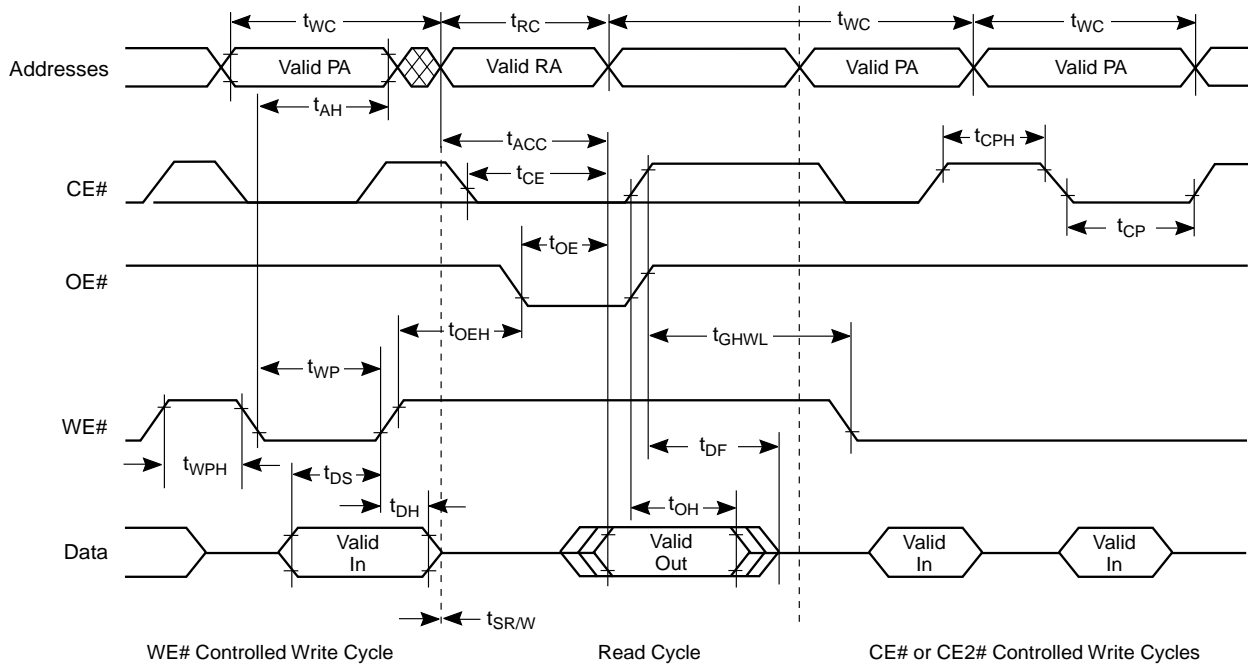 tWC tRC tWC tWC
Addresses Valid PA Valid RA Valid PA Valid PA
tAH
tACC
tCPH
tCE
CE#
tCP
tOE
OE#
tOEH
tGHWL
tWP
WE#
tDF
tWPH
tDS
tDH
tOH
Data Valid In Valid Out Valid In Valid In
tSR/W
WE# Controlled Write Cycle Read Cycle CE# or CE2# Controlled Write Cycles